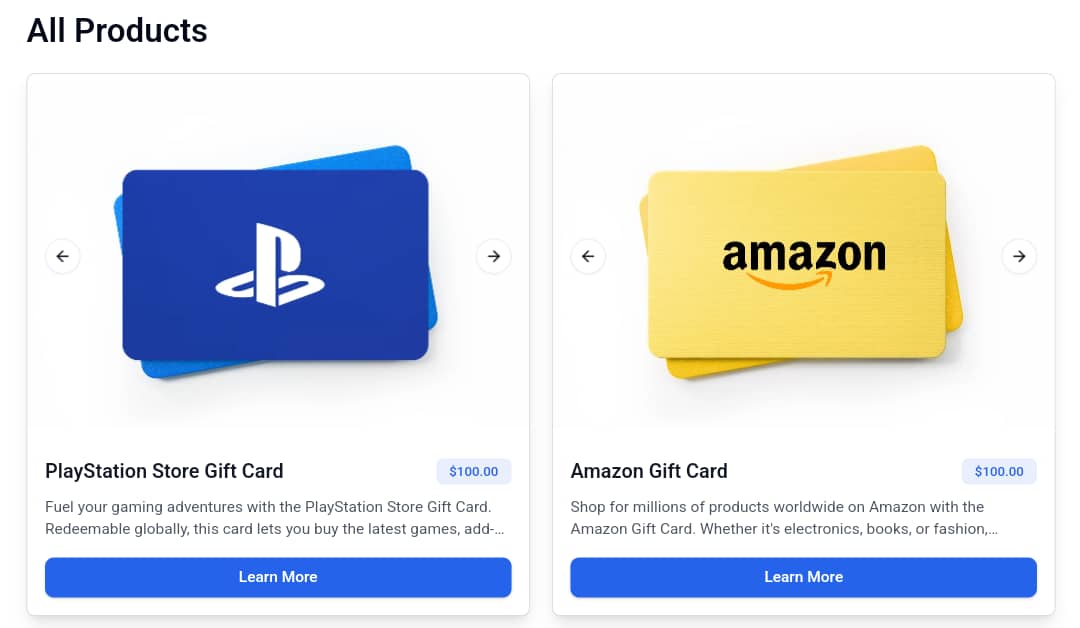 All Products
amazon
PlayStation Store Gift Card
$100.00
Fuel your gaming adventures with the PlayStation Store Gift Card.
Redeemable globally, this card lets you buy the latest games, add-...
Learn More
Amazon Gift Card
$100.00
Shop for millions of products worldwide on Amazon with the
Amazon Gift Card. Whether it's electronics, books, or fashion,...
Learn More